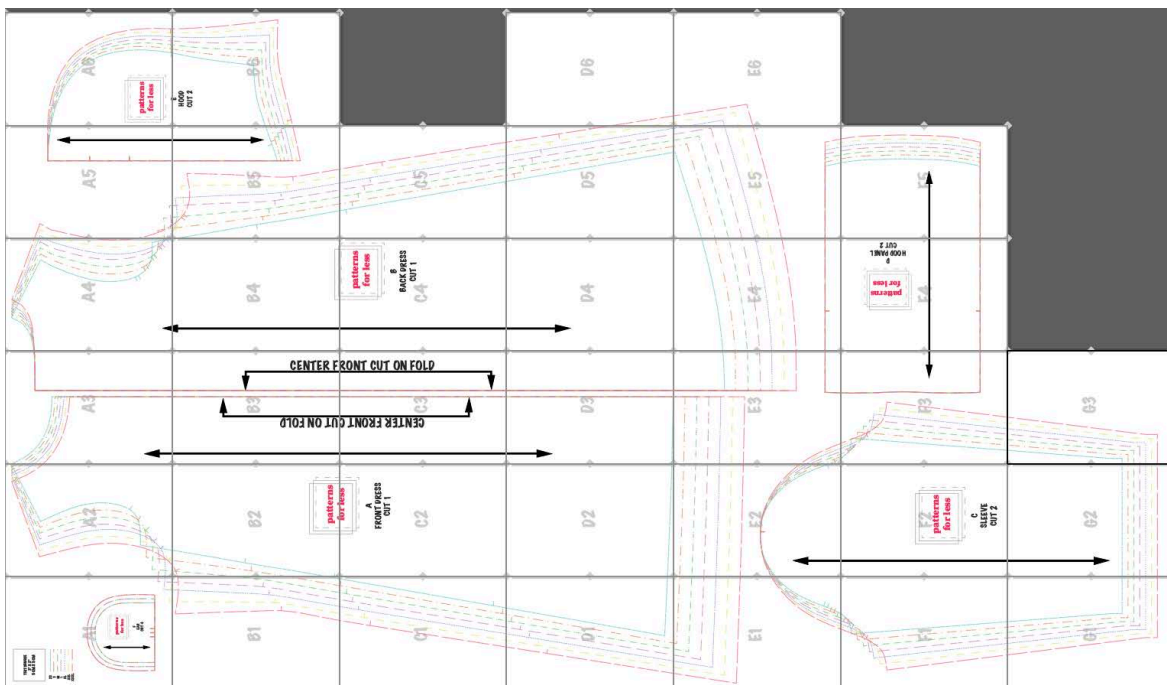 A6
B6
D6
E6
patterns
for less
E
HOOD
CUT 2
A5
B5
C5
D5
E5
F5
A4
B4
C4
D4
E4
F4
patterns
for less
B
BACK DRESS
CUT 1
D
HOOD PANEL
CUT 2
patterns
for less
CENTER FRONT CUT ON FOLD
A3
B3
C3
D3
E3
F3
G3
CENTER FRONT CUT ON FOLD
A2
B2
C2
D2
E2
F2
G2
patterns
for less
A
FRONT DRESS
CUT 1
patterns
for less
C
SLEEVE
CUT 2
A1
B1
C1
D1
E1
F1
G1
patterns
for less